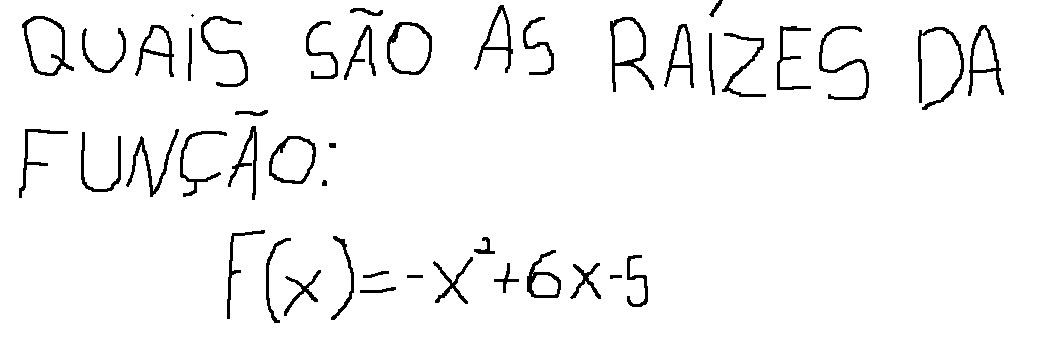 QUAIS SÃO AS RAÍZES DA
FUNÇÃO:
F(x)=-x²+6x-5